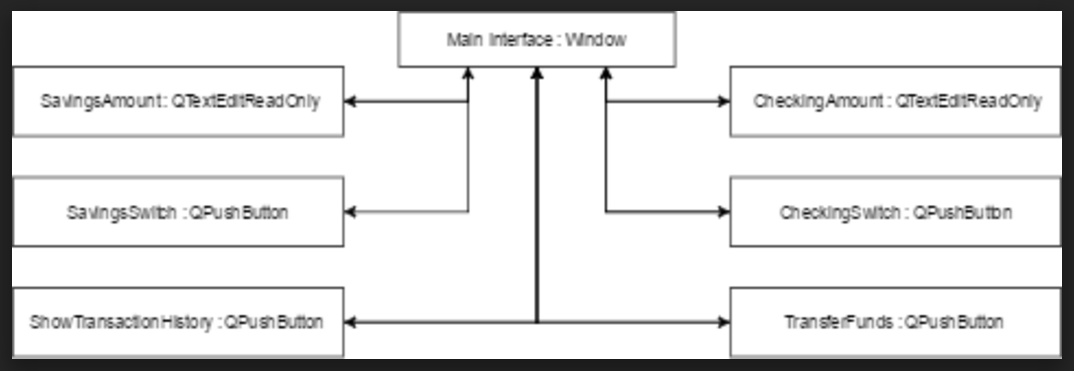 Main Interface : Window
SavingsAmount: QTextEditReadOnly
CheckingAmount : QTextEditReadOnly
SavingsSwitch : QPushButton
CheckingSwitch : QPushButton
ShowTransactionHistory : QPushButton
TransferFunds : QPushButton